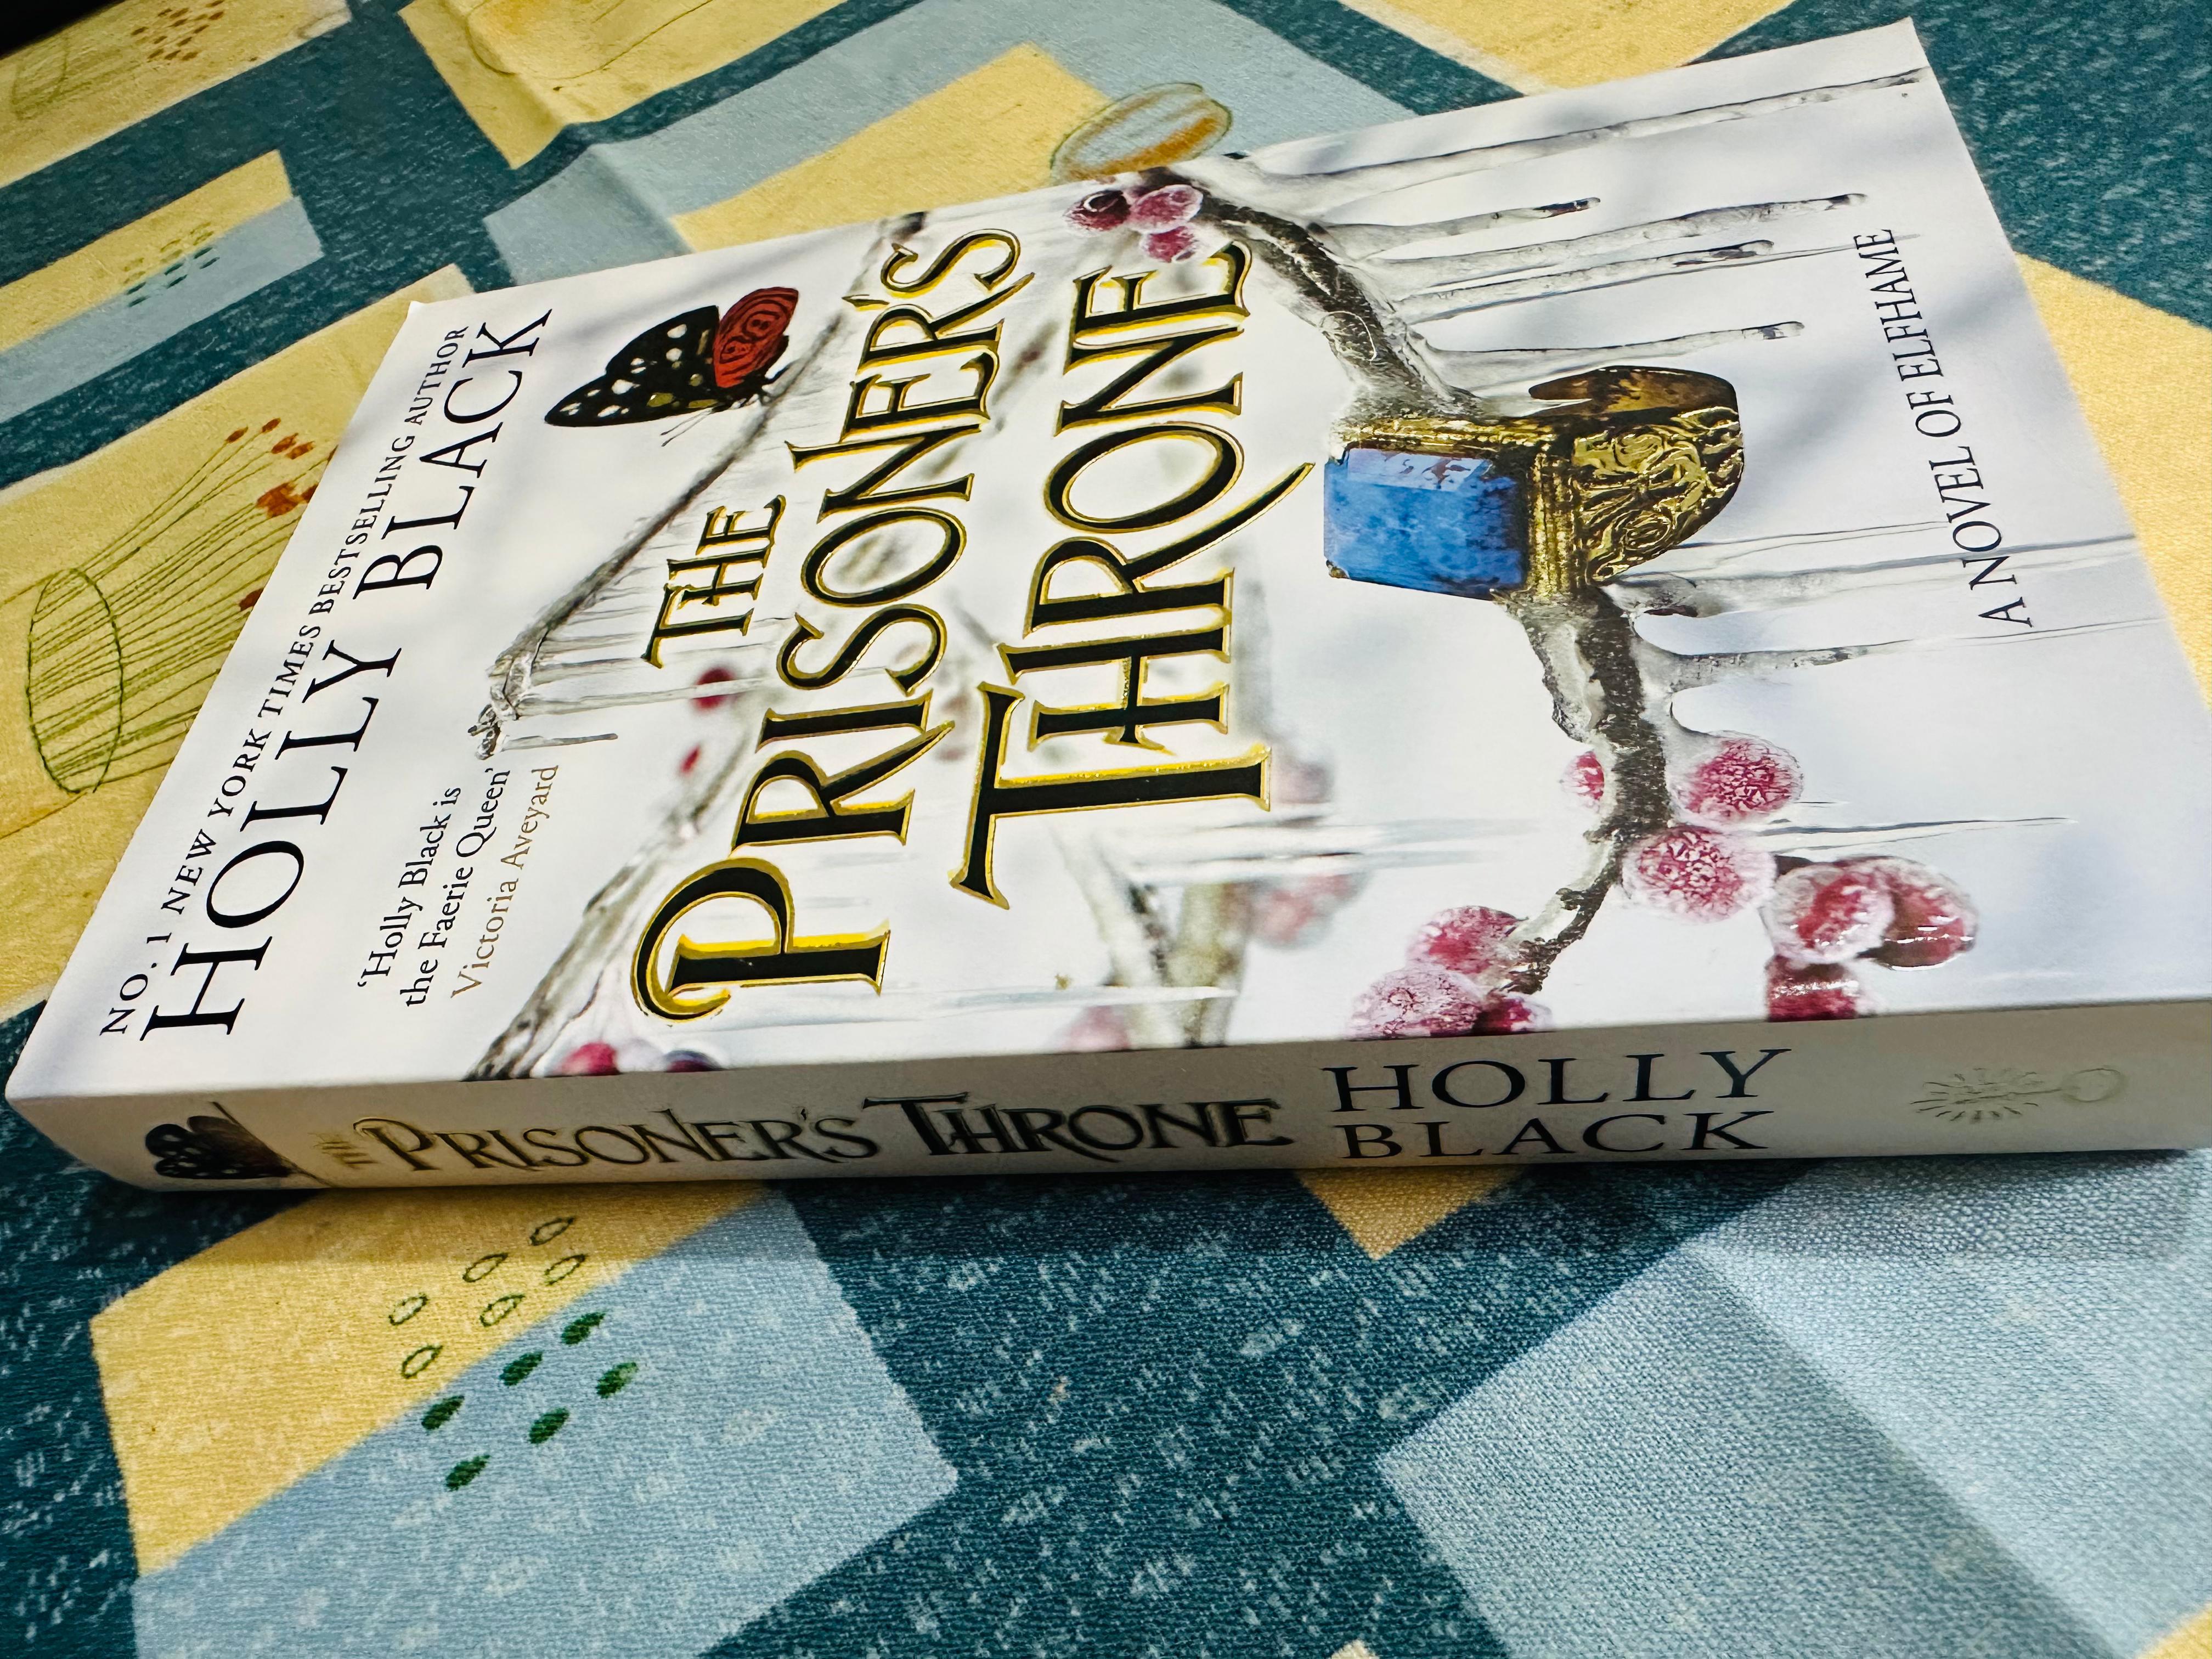 NO. 1 NEW YORK TIMES BESTSELLING AUTHOR
HOLLY BLACK
‘Holly Black is
the Faerie Queen’
Victoria Aveyard
THE
PRISONER'S
THRONE
A NOVEL OF ELFHAME
THE PRISONER'S THRONE
HOLLY
BLACK